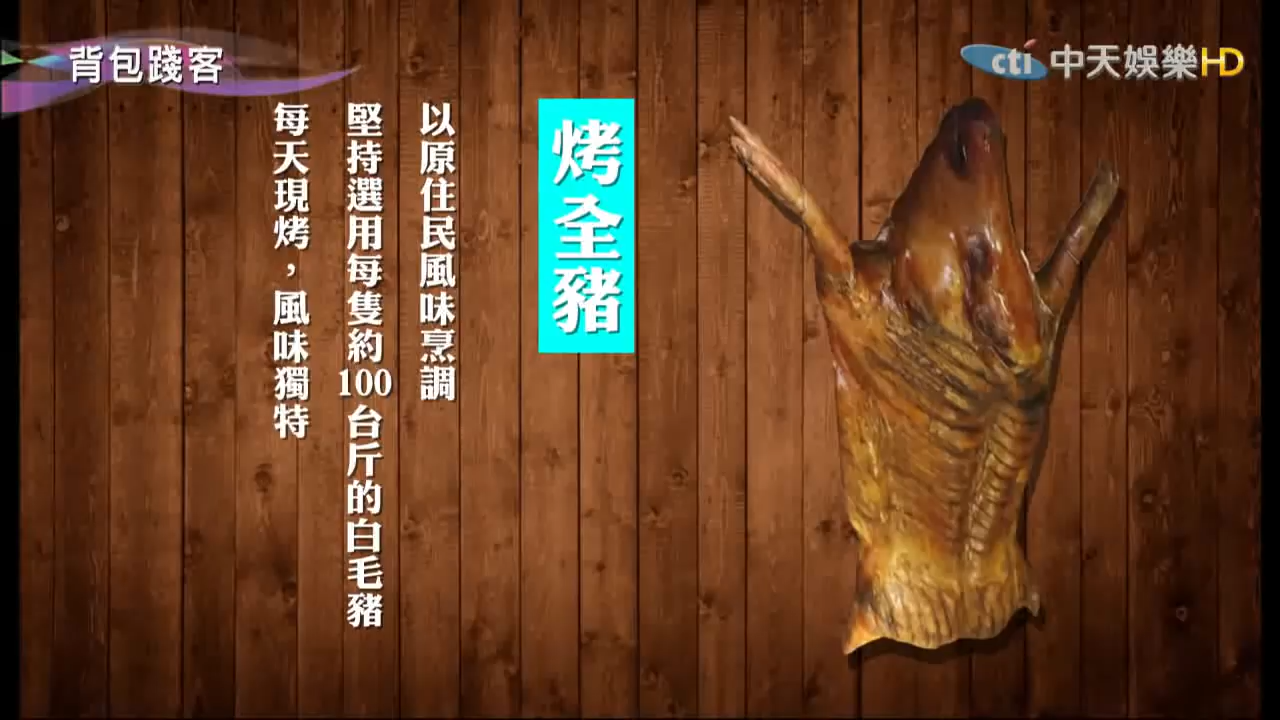 背包踐客
cti 中天娛樂HD
烤全豬
以原住民風味烹調
堅持選用每隻約100台斤的白毛豬
每天現烤，風味獨特